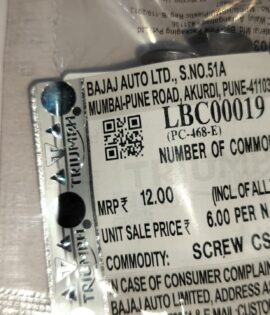 BAJAJ AUTO LTD., S.NO.51A
MUMBAI-PUNE ROAD, AKURDI, PUNE-41103
LBC00019
(PC-468-E)
NUMBER OF COMMO
MRP ₹ 12.00 (INCL. OF ALL
UNIT SALE PRICE ₹ 6.00 PER N
COMMODITY: SCREW CS
N CASE OF CONSUMER COMPLAIN
BAJAJ AUTO LIMITED, ADDRESS AS
TRIUMPH
TRIUMPH